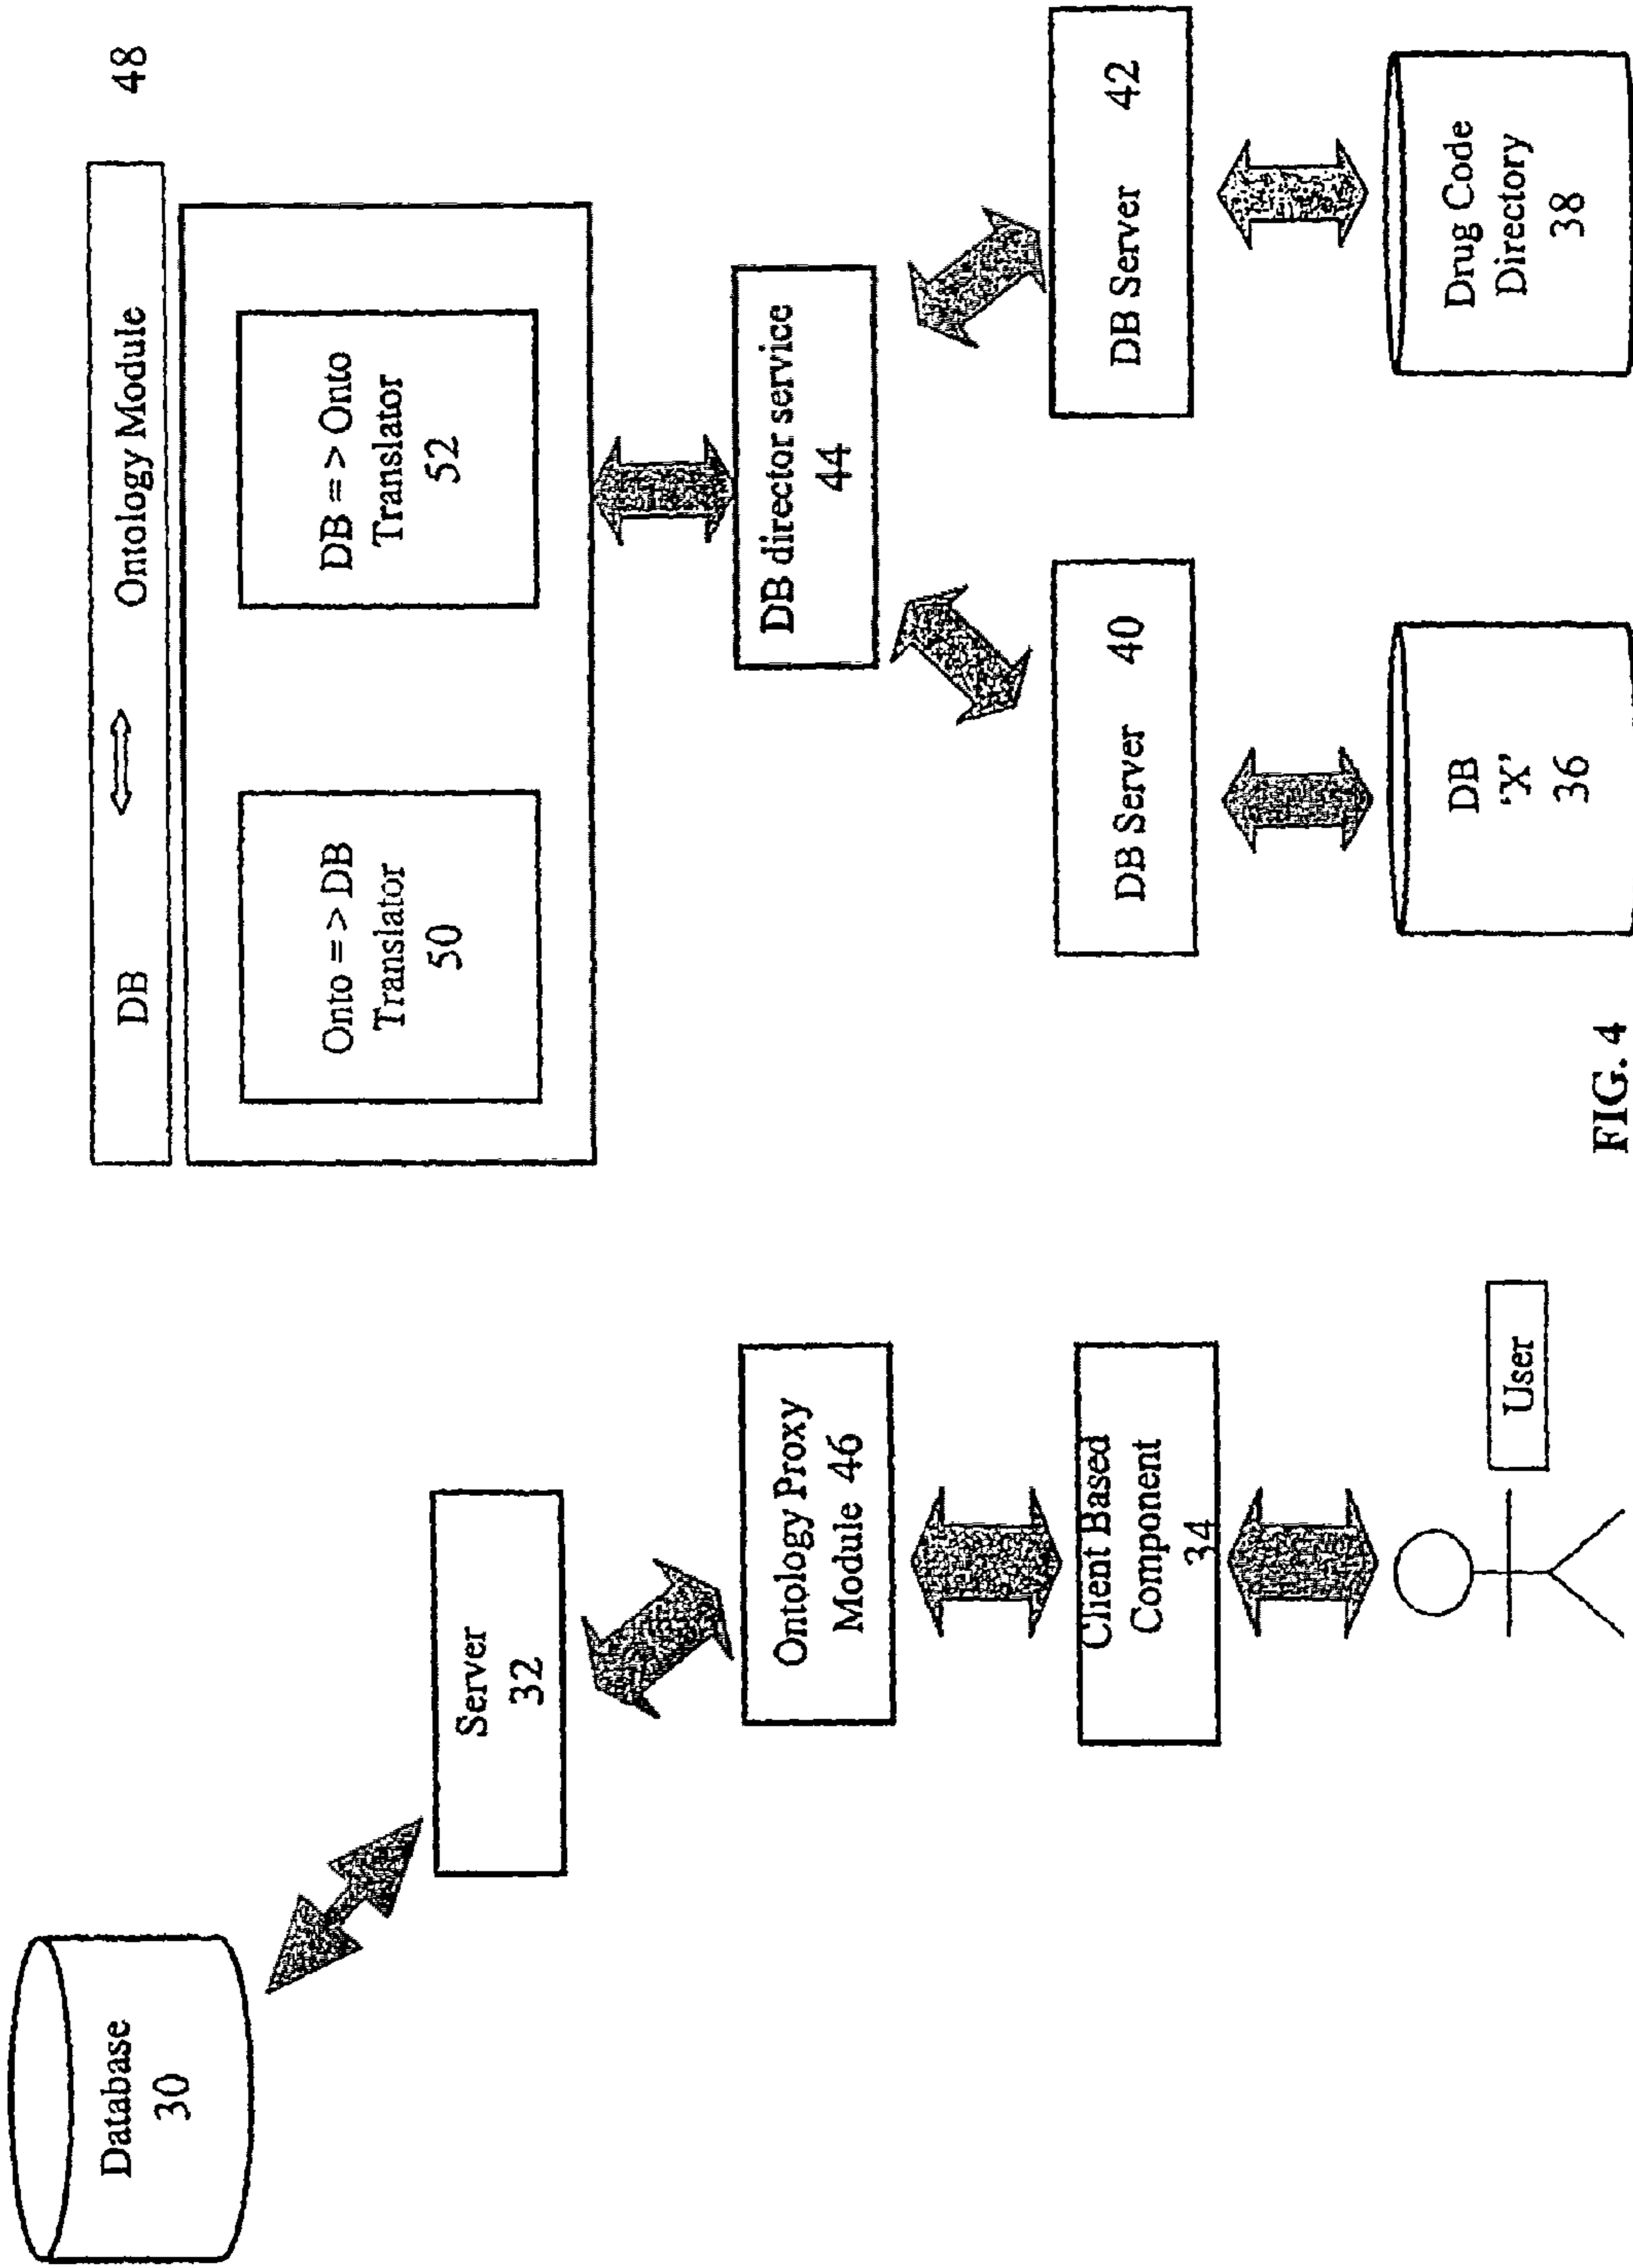 Database
30
Server
32
Ontology Proxy
Module 46
Client Based
Component
34
User
DB ⇔ Ontology Module 48
Onto = > DB
Translator
50
DB = > Onto
Translator
52
DB director service
44
DB Server 40
DB Server 42
DB
'X'
36
Drug Code
Directory
38
FIG. 4